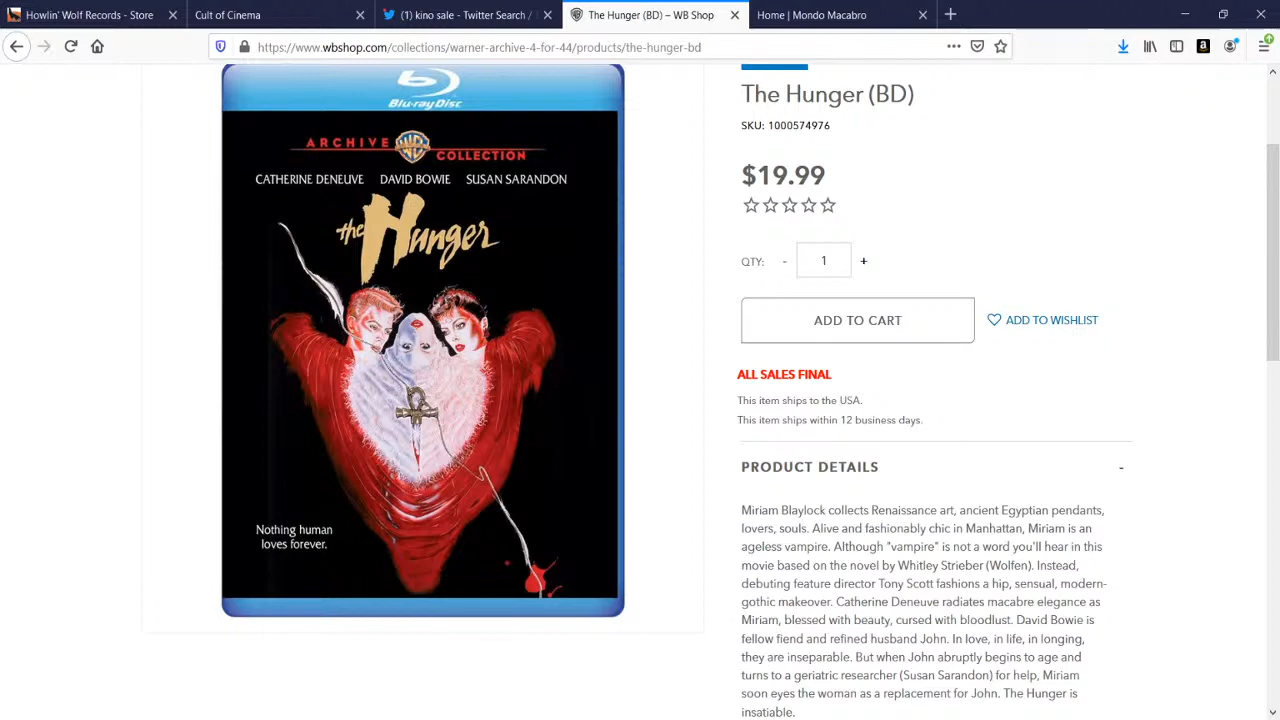 Howlin' Wolf Records - Store
Cult of Cinema
(1) kino sale - Twitter Search /
The Hunger (BD) – WB Shop
Home | Mondo Macabro
https://www.wbshop.com/collections/warner-archive-4-for-44/products/the-hunger-bd
Blu-ray Disc
ARCHIVE WB COLLECTION
CATHERINE DENEUVE DAVID BOWIE SUSAN SARANDON
the Hunger
Nothing human
loves forever.
The Hunger (BD)
SKU: 1000574976
$19.99
QTY: - 1 +
ADD TO CART
ADD TO WISHLIST
ALL SALES FINAL
This item ships to the USA.
This item ships within 12 business days.
PRODUCT DETAILS -
Miriam Blaylock collects Renaissance art, ancient Egyptian pendants,
lovers, souls. Alive and fashionably chic in Manhattan, Miriam is an
ageless vampire. Although "vampire" is not a word you'll hear in this
movie based on the novel by Whitley Strieber (Wolfen). Instead,
debuting feature director Tony Scott fashions a hip, sensual, modern-
gothic makeover. Catherine Deneuve radiates macabre elegance as
Miriam, blessed with beauty, cursed with bloodlust. David Bowie is
fellow fiend and refined husband John. In love, in life, in longing,
they are inseparable. But when John abruptly begins to age and
turns to a geriatric researcher (Susan Sarandon) for help, Miriam
soon eyes the woman as a replacement for John. The Hunger is
insatiable.